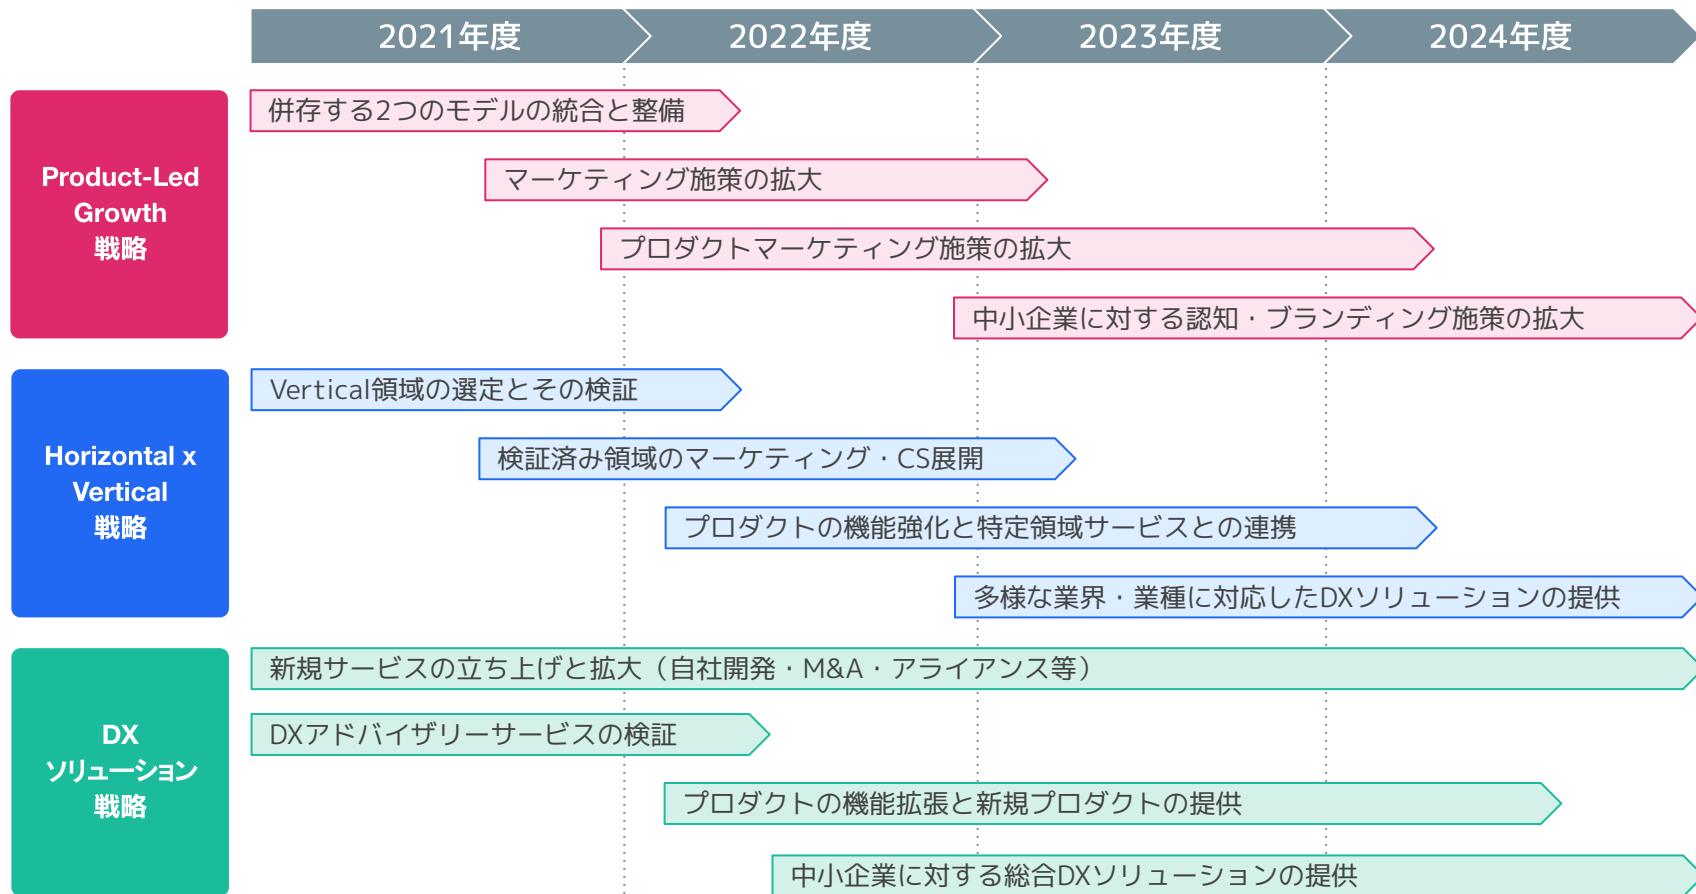 2021年度
2022年度
2023年度
2024年度
Product-Led
Growth
戦略
併存する2つのモデルの統合と整備
マーケティング施策の拡大
プロダクトマーケティング施策の拡大
中小企業に対する認知・ブランディング施策の拡大
Horizontal x
Vertical
戦略
Vertical領域の選定とその検証
検証済み領域のマーケティング・CS展開
プロダクトの機能強化と特定領域サービスとの連携
多様な業界・業種に対応したDXソリューションの提供
DX
ソリューション
戦略
新規サービスの立ち上げと拡大（自社開発・M&A・アライアンス等）
DXアドバイザリーサービスの検証
プロダクトの機能拡張と新規プロダクトの提供
中小企業に対する総合DXソリューションの提供